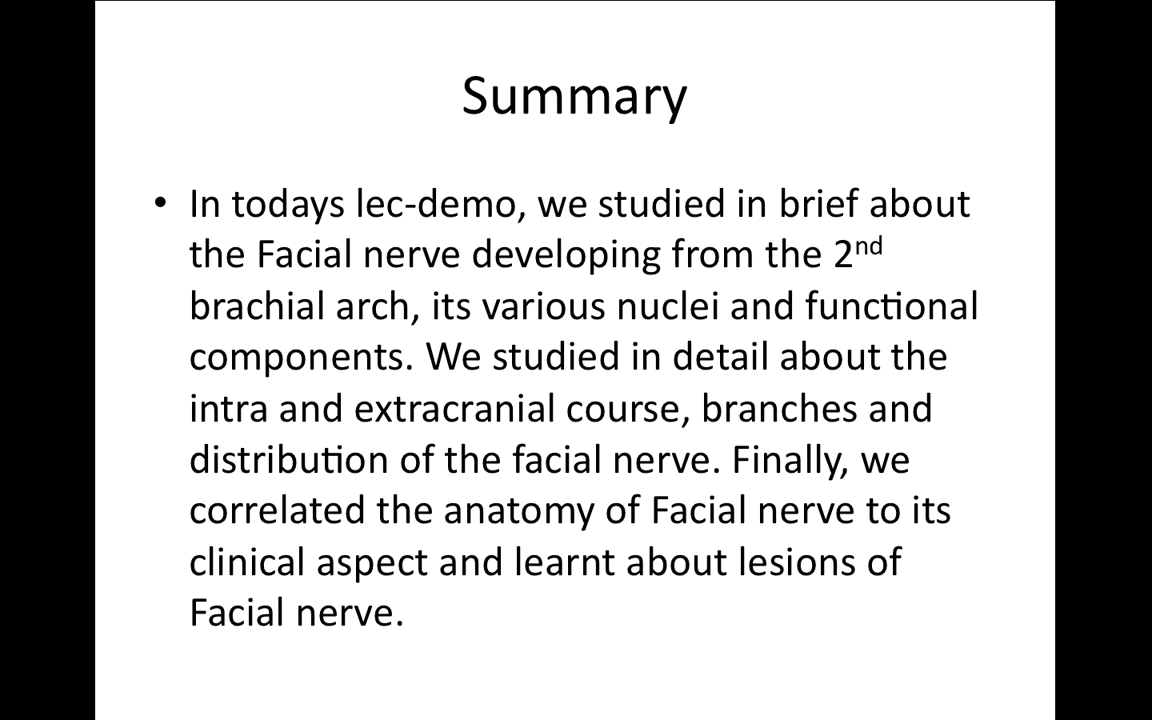 Summary
• In todays lec-demo, we studied in brief about
the Facial nerve developing from the 2nd
brachial arch, its various nuclei and functional
components. We studied in detail about the
intra and extracranial course, branches and
distribution of the facial nerve. Finally, we
correlated the anatomy of Facial nerve to its
clinical aspect and learnt about lesions of
Facial nerve.